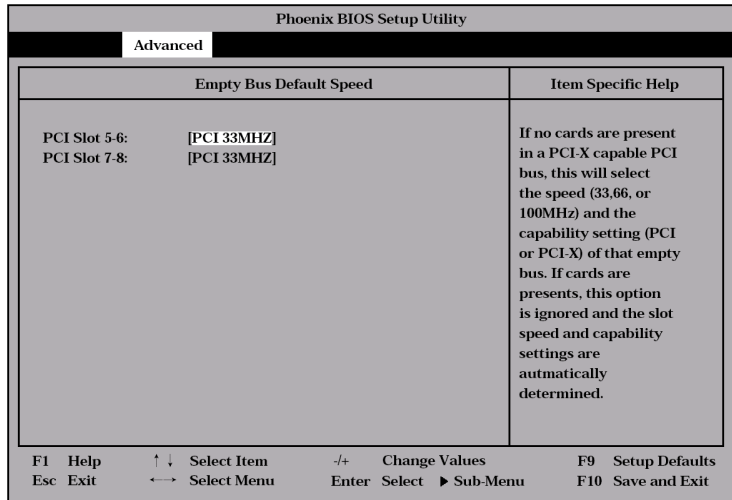 Phoenix BIOS Setup Utility
Advanced
Empty Bus Default Speed
Item Specific Help
PCI Slot 5-6: [PCI 33MHZ]
PCI Slot 7-8: [PCI 33MHZ]
If no cards are present
in a PCI-X capable PCI
bus, this will select
the speed (33,66, or
100MHz) and the
capability setting (PCI
or PCI-X) of that empty
bus. If cards are
presents, this option
is ignored and the slot
speed and capability
settings are
autmatically
determined.
F1 Help ↑ ↓ Select Item -/+ Change Values F9 Setup Defaults
Esc Exit ←→ Select Menu Enter Select ▶ Sub-Menu F10 Save and Exit